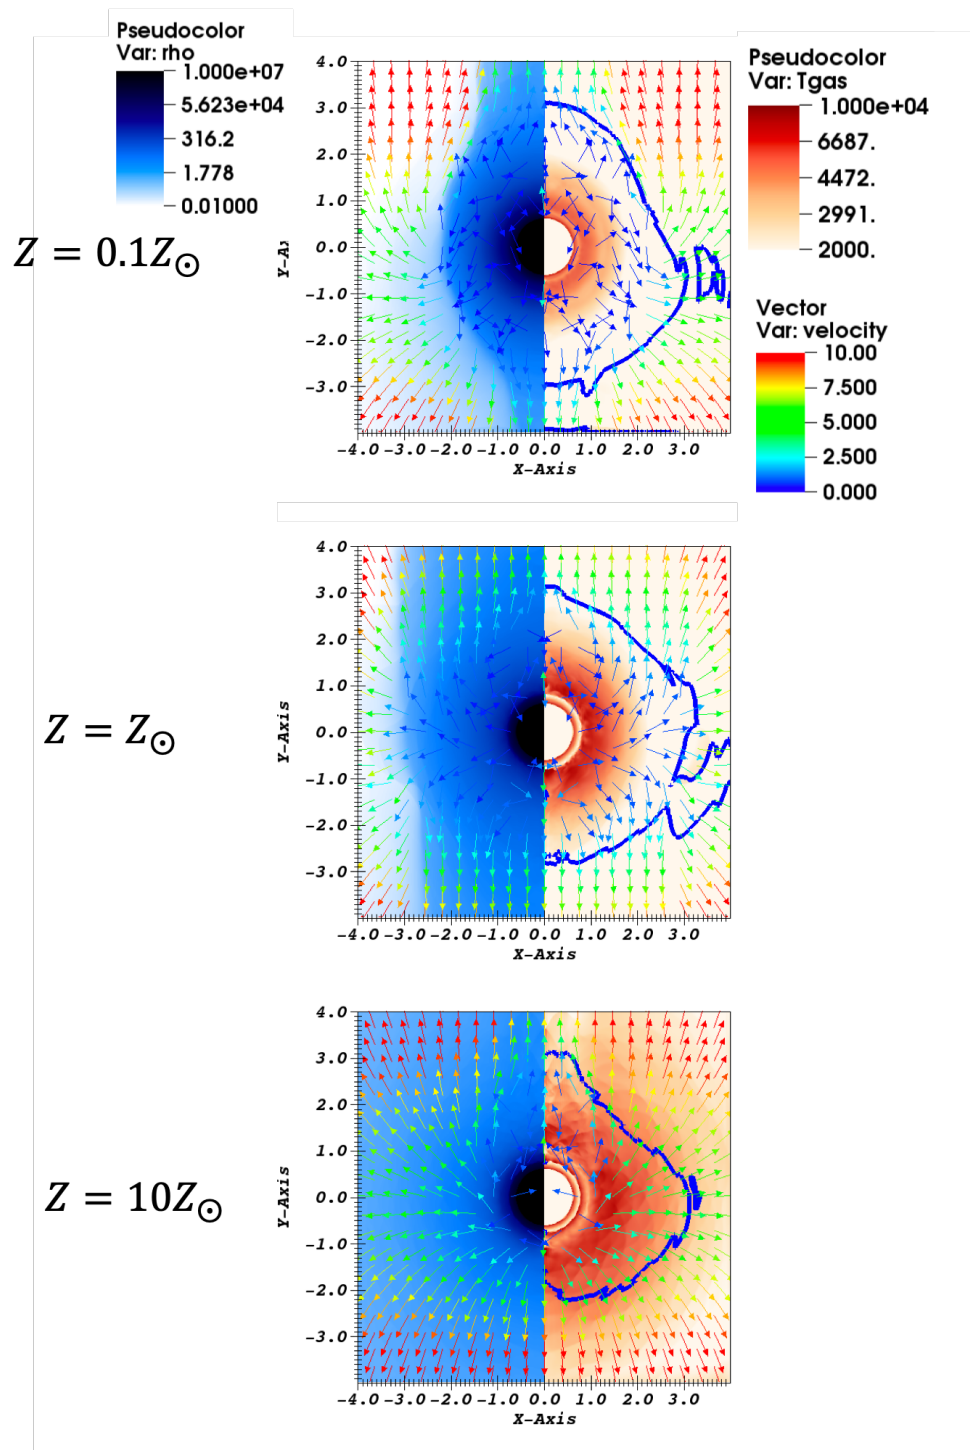 Pseudocolor
Var: rho
1.000e+07
5.623e+04
316.2
1.778
0.01000
Pseudocolor
Var: Tgas
1.000e+04
6687.
4472.
2991.
2000.
Vector
Var: velocity
10.00
7.500
5.000
2.500
0.000
Z = 0.1Z☉
4.0
3.0
2.0
1.0
0.0
-1.0
-2.0
-3.0
-4.0 -3.0 -2.0 -1.0 0.0 1.0 2.0 3.0
X-Axis
Z = Z☉
Y-Axis
4.0
3.0
2.0
1.0
0.0
-1.0
-2.0
-3.0
-4.0 -3.0 -2.0 -1.0 0.0 1.0 2.0 3.0
X-Axis
Z = 10Z☉
Y-Axis
4.0
3.0
2.0
1.0
0.0
-1.0
-2.0
-3.0
-4.0 -3.0 -2.0 -1.0 0.0 1.0 2.0 3.0
X-Axis